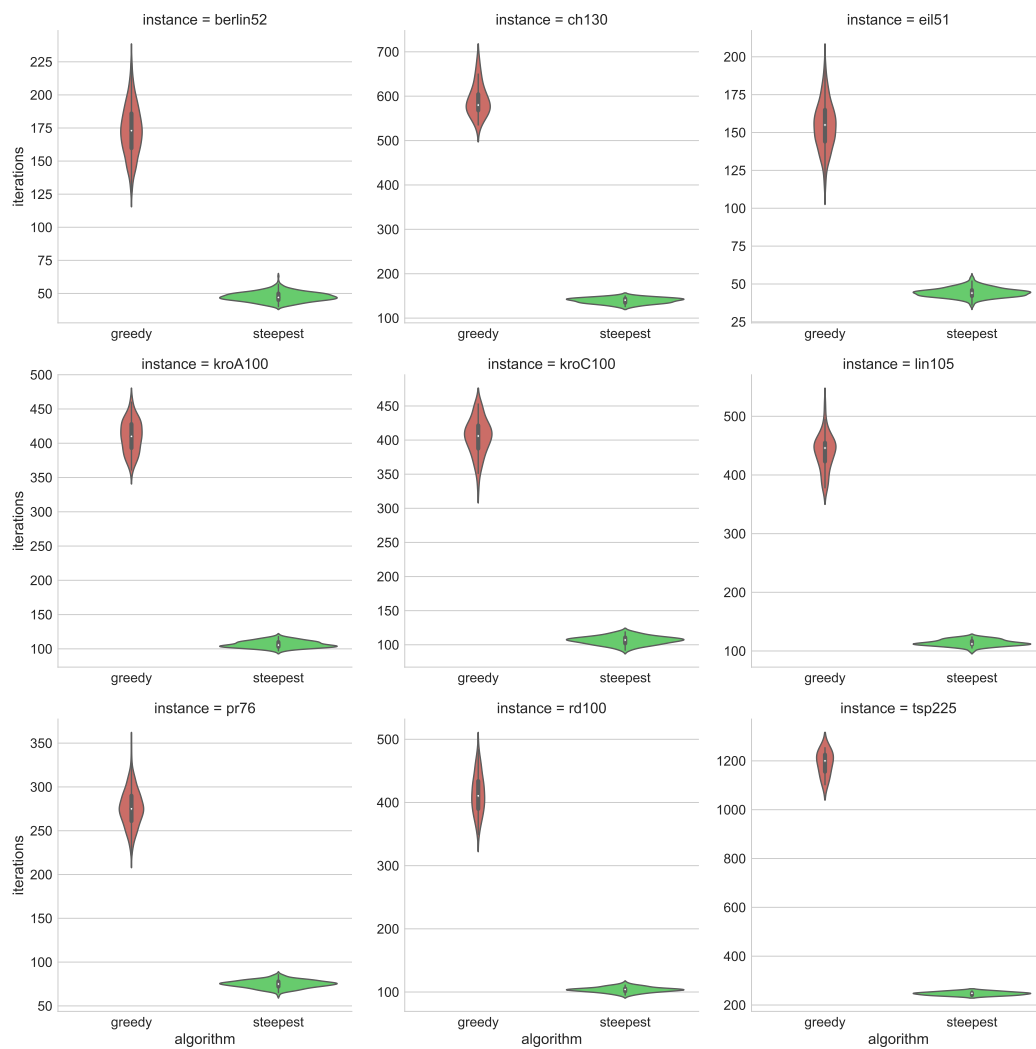 instance = berlin52
iterations
225
200
175
150
125
100
75
50
greedy
steepest
instance = ch130
700
600
500
400
300
200
100
greedy
steepest
instance = eil51
200
175
150
125
100
75
50
25
greedy
steepest
instance = kroA100
iterations
500
450
400
350
300
250
200
150
100
greedy
steepest
instance = kroC100
450
400
350
300
250
200
150
100
greedy
steepest
instance = lin105
500
400
300
200
100
greedy
steepest
instance = pr76
iterations
350
300
250
200
150
100
50
greedy
steepest
algorithm
instance = rd100
500
400
300
200
100
greedy
steepest
algorithm
instance = tsp225
1200
1000
800
600
400
200
greedy
steepest
algorithm